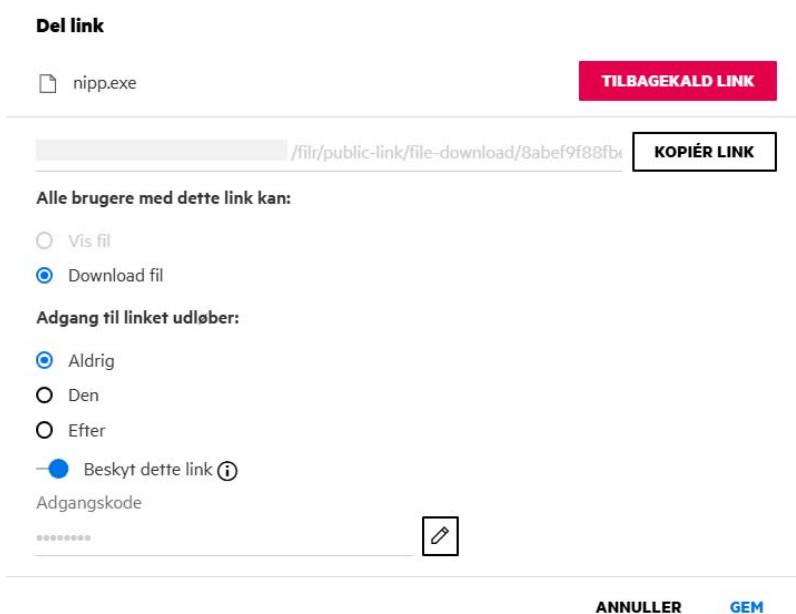 Del link
nipp.exe
TILBAGEKALD LINK
/filr/public-link/file-download/8abef9f88fbe
KOPIÉR LINK
Alle brugere med dette link kan:
Vis fil
Download fil
Adgang til linket udløber:
Aldrig
Den
Efter
Beskyt dette link
Adgangskode
••••••••
ANNULLER
GEM